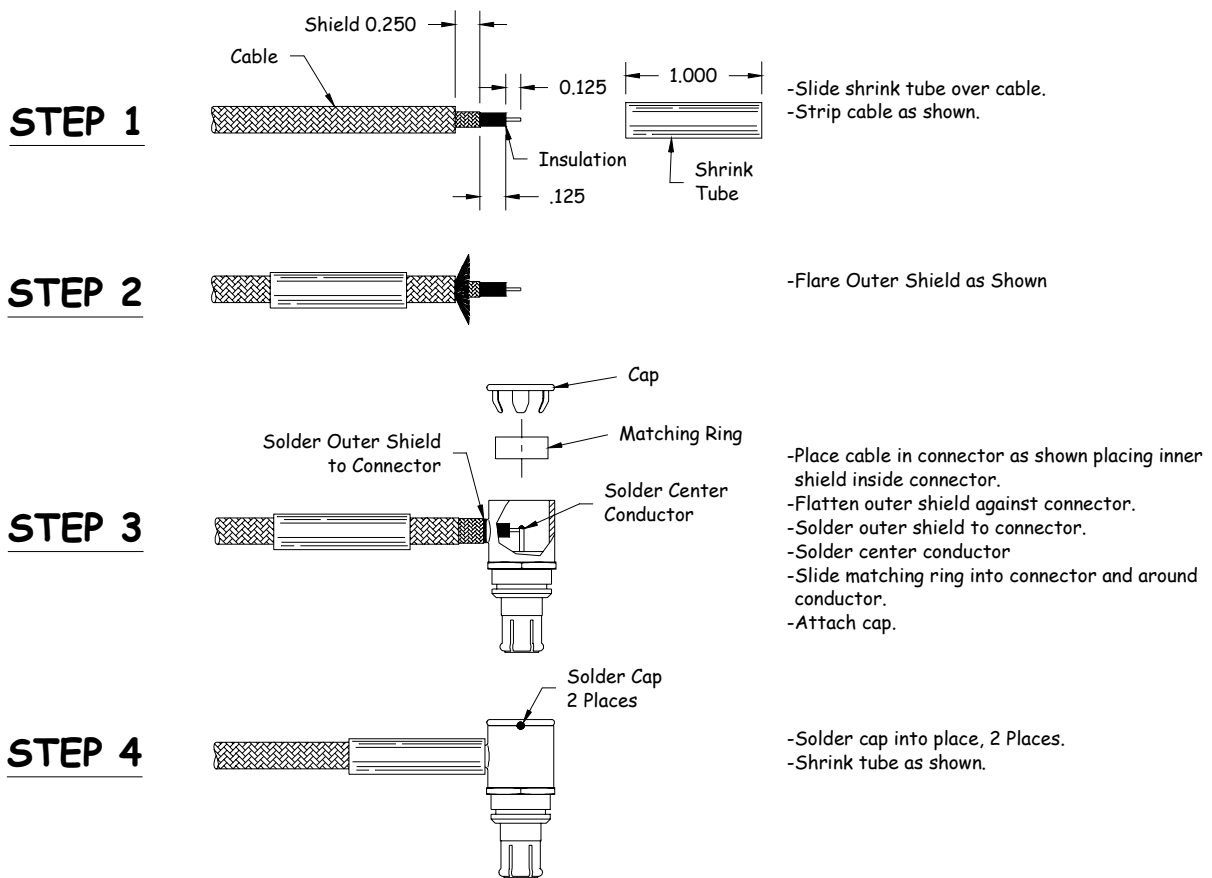 STEP 1
Shield 0.250
Cable
0.125
Insulation
.125
1.000
Shrink
Tube
-Slide shrink tube over cable.
-Strip cable as shown.
STEP 2
-Flare Outer Shield as Shown
STEP 3
Cap
Matching Ring
Solder Outer Shield
to Connector
Solder Center
Conductor
-Place cable in connector as shown placing inner
shield inside connector.
-Flatten outer shield against connector.
-Solder outer shield to connector.
-Solder center conductor
-Slide matching ring into connector and around
conductor.
-Attach cap.
STEP 4
Solder Cap
2 Places
-Solder cap into place, 2 Places.
-Shrink tube as shown.